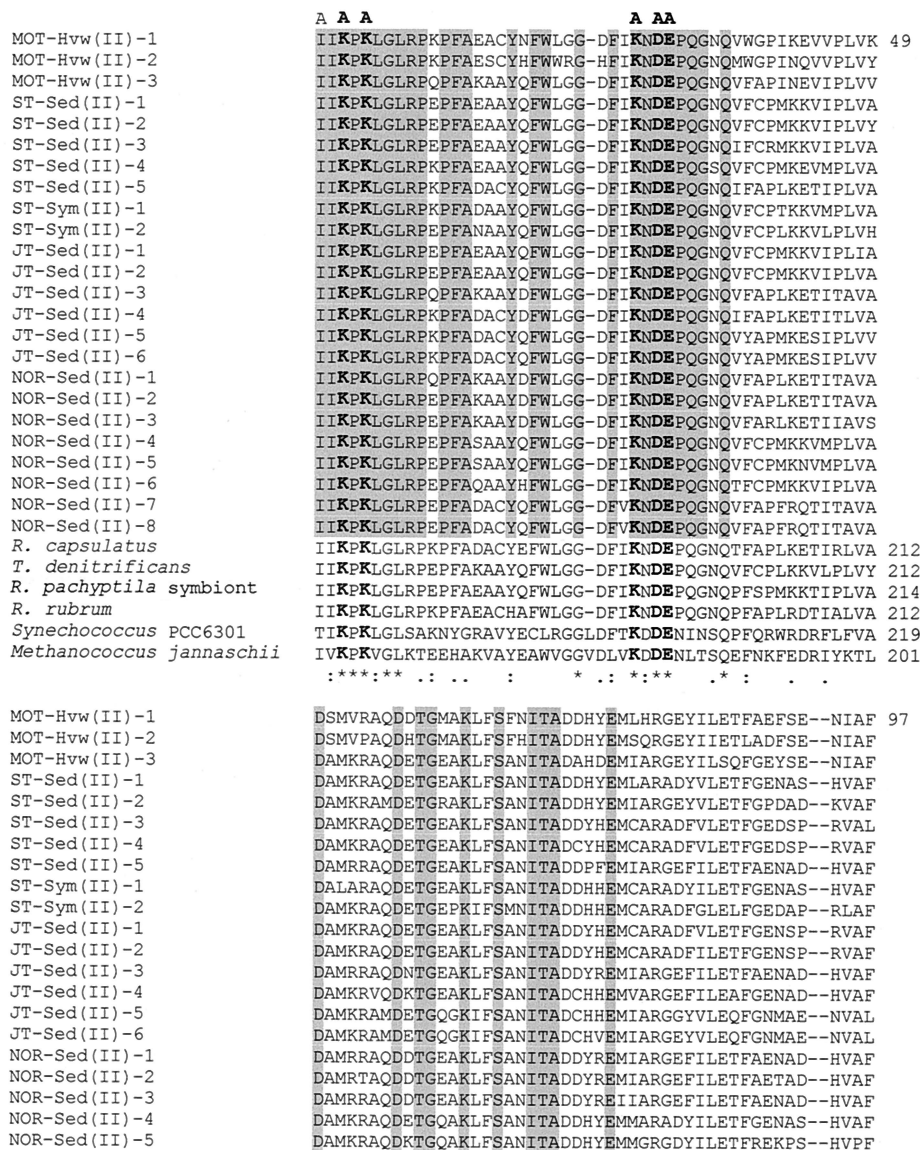 A A A A AA
MOT-Hvw(II)-1 IIKPKLGLRPKPFAEACYNFWLGG-DFIKNDEPQGNQVWGPIKEVVPLVK 49
MOT-Hvw(II)-2 IIKPKLGLRPKPFAESCYHFWWRG-HFIKNDEPQGNQMWGPINQVVPLVY
MOT-Hvw(II)-3 IIKPKLGLRPQPFAKAAYQFWLGG-DFIKNDEPQGNQVFAPINEVIPLVA
ST-Sed(II)-1 IIKPKLGLRPEPFAEAAYQFWLGG-DFIKNDEPQGNQVFCPMKKVIPLVA
ST-Sed(II)-2 IIKPKLGLRPEPFAEAAYQFWLGG-DFIKNDEPQGNQVFCPMKKVIPLVY
ST-Sed(II)-3 IIKPKLGLRPEPFAEAAYQFWLGG-DFIKNDEPQGNQIFCRMKKVIPLVA
ST-Sed(II)-4 IIKPKLGLRPKPFAEAAYQFWLGG-DFIKNDEPQGSQVFCPMKEVMPLVA
ST-Sed(II)-5 IIKPKLGLRPKPFADACYQFWLGG-DFIKNDEPQGNQIFAPLKETIPLVA
ST-Sym(II)-1 IIKPKLGLRPKPFADAAYQFWLGG-DFIKNDEPQGNQVFCPTKKVMPLVA
ST-Sym(II)-2 IIKPKLGLRPEPFANAAYQFWLGG-DFIKNDEPQGNQVFCPLKKVLPLVH
JT-Sed(II)-1 IIKPKLGLRPEPFAEAAYQFWLGG-DFIKNDEPQGNQVFCPMKKVIPLIA
JT-Sed(II)-2 IIKPKLGLRPEPFAEAAYQFWLGG-DFIKNDEPQGNQVFCPMKKVIPLVA
JT-Sed(II)-3 IIKPKLGLRPQPFAKAAYDFWLGG-DFIKNDEPQGNQVFAPLKETITAVA
JT-Sed(II)-4 IIKPKLGLRPKPFADACYDFWLGG-DFIKNDEPQGNQIFAPLKETITLVA
JT-Sed(II)-5 IIKPKLGLRPEPFADACYQFWLGG-DFIKNDEPQGNQVYAPMKESIPLVV
JT-Sed(II)-6 IIKPKLGLRPEPFADACYQFWLGG-DFIKNDEPQGNQVYAPMKESIPLVV
NOR-Sed(II)-1 IIKPKLGLRPQPFAKAAYDFWLGG-DFIKNDEPQGNQVFAPLKETITAVA
NOR-Sed(II)-2 IIKPKLGLRPEPFAKAAYDFWLGG-DFIKNDEPQGNQVFAPLKETITAVA
NOR-Sed(II)-3 IIKPKLGLRPEPFAKAAYDFWLGG-DFIKNDEPQGNQVFARLKETIIAVS
NOR-Sed(II)-4 IIKPKLGLRPEPFASAAYQFWLGG-DFIKNDEPQGNQVFCPMKKVMPLVA
NOR-Sed(II)-5 IIKPKLGLRPEPFASAAYQFWLGG-DFIKNDEPQGNQVFCPMKNVMPLVA
NOR-Sed(II)-6 IIKPKLGLRPEPFAQAAYHFWLGG-DFIKNDEPQGNQTFCPMKKVIPLVA
NOR-Sed(II)-7 IIKPKLGLRPEPFADACYAFWLGG-DFVKNDEPQGNQVFAPFRQTITAVA
NOR-Sed(II)-8 IIKPKLGLRPEPFADACYAFWLGG-DFVKNDEPQGNQVFAPFRQTITAVA
R. capsulatus IIKPKLGLRPKPFADACYEFWLGG-DFIKNDEPQGNQTFAPLKETIRLVA 212
T. denitrificans IIKPKLGLRPEPFAKAAYQFWLGG-DFIKNDEPQGNQVFCPLKKVLPLVY 212
R. pachyptila symbiont IIKPKLGLRPEPFAEAAYQFWLGG-DFIKNDEPQGNQPFSPMKKTIPLVA 214
R. rubrum IIKPKLGLRPKPFAEACHAFWLGG-DFIKNDEPQGNQPFAPLRDTIALVA 212
Synechococcus PCC6301 TIKPKLGLSAKNYGRAVYECLRGGLDFTKDDENINSQPFQRWRDRFLFVA 219
Methanococcus jannaschii IVKPKVGLKTEEHAKVAYEAWVGGVDLVKDDENLTSQEFNKFEDRIYKTL 201
:***:** .: .. : * .: *:** .* : . .
MOT-Hvw(II)-1 DSMVRAQDDTGMAKLFSFNITADDHYEMLHRGEYILETFAEFSE--NIAF 97
MOT-Hvw(II)-2 DSMVPAQDHTGMAKLFSFHITADDHYEMSQRGEYIIETLADFSE--NIAF
MOT-Hvw(II)-3 DAMKRAQDETGEAKLFSANITADAHDEMIARGEYILSQFGEYSE--NIAF
ST-Sed(II)-1 DAMKRAQDETGEAKLFSANITADDHYEMLARADYVLETFGENAS--HVAF
ST-Sed(II)-2 DAMKRAMDETGRAKLFSANITADDHYEMIARGEYVLETFGPDAD--KVAF
ST-Sed(II)-3 DAMKRAQDETGEAKLFSANITADDYHEMCARADFVLETFGEDSP--RVAL
ST-Sed(II)-4 DAMKRAQDETGEAKLFSANITADCYHEMCARADFVLETFGEDSP--RVAF
ST-Sed(II)-5 DAMRRAQDETGEAKLFSANITADDPFEMIARGEFILETFAENAD--HVAF
ST-Sym(II)-1 DALARAQDETGEAKLFSANITADDHHEMCARADYILETFGENAS--HVAF
ST-Sym(II)-2 DAMKRAQDETGEPKIFSMNITADDHHEMCARADFGLELFGEDAP--RLAF
JT-Sed(II)-1 DAMKRAQDETGEAKLFSANITADDYHEMCARADFVLETFGENSP--RVAF
JT-Sed(II)-2 DAMKRAQDETGEAKLFSANITADDYHEMCARADFILETFGENSP--RVAF
JT-Sed(II)-3 DAMRRAQDNTGEAKLFSANITADDYREMIARGEFILETFAENAD--HVAF
JT-Sed(II)-4 DAMKRVQDKTGEAKLFSANITADCHHEMVARGEFILEAFGENAD--HVAF
JT-Sed(II)-5 DAMKRAMDETGQGKIFSANITADCHHEMIARGGYVLEQFGNMAE--NVAL
JT-Sed(II)-6 DAMKRAMDETGQGKIFSANITADCHVEMIARGEYVLEQFGNMAE--NVAL
NOR-Sed(II)-1 DAMRRAQDDTGEAKLFSANITADDYREMIARGEFILETFAENAD--HVAF
NOR-Sed(II)-2 DAMRTAQDDTGEAKLFSANITADDYREMIARGEFILETFAETAD--HVAF
NOR-Sed(II)-3 DAMRRAQDDTGEAKLFSANITADDYREIIARGEFILETFAENAD--HVAF
NOR-Sed(II)-4 DAMKRAQDETGQAKLFSANITADDHYEMMARADYILETFGENAS--HVAF
NOR-Sed(II)-5 DAMKRAQDKTGQAKLFSANITADDHYEMMGRGDYILETFREKPS--HVPF